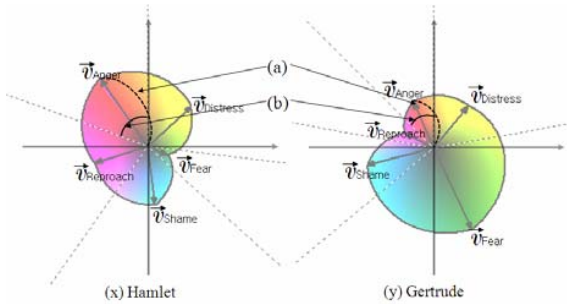 v⃗Anger
(a)
v⃗Anger
v⃗Distress
(b)
v⃗Distress
v⃗Reproach
v⃗Reproach
v⃗Fear
v⃗Shame
v⃗Shame
v⃗Fear
(x) Hamlet
(y) Gertrude